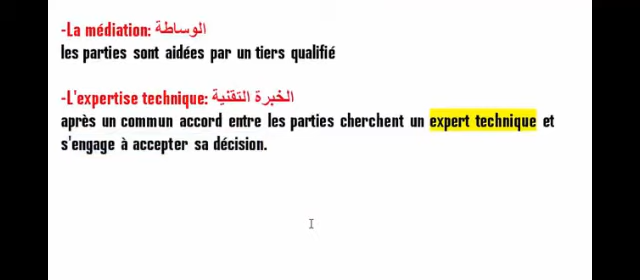 -La médiation: الوساطة
les parties sont aidées par un tiers qualifié
-L'expertise technique: الخبرة التقنية
après un commun accord entre les parties cherchent un expert technique et
s'engage à accepter sa décision.